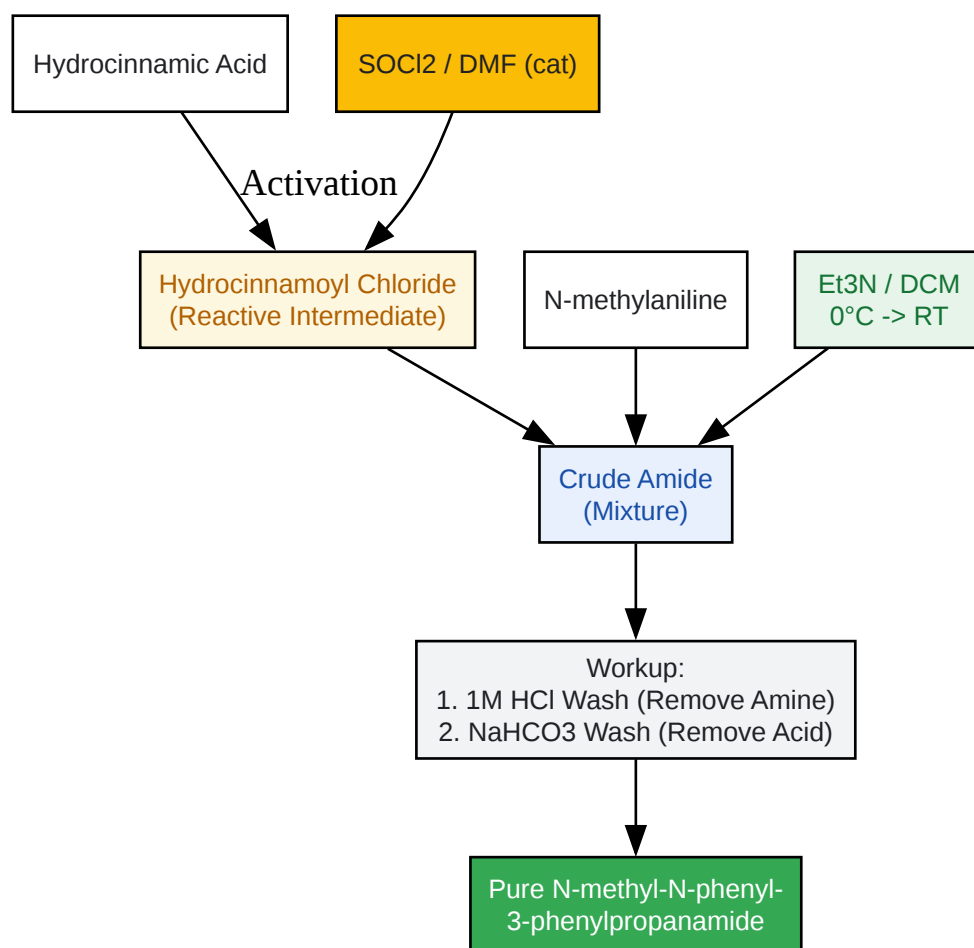 Hydrocinnamic Acid
SOCl2 / DMF (cat)
Activation
Hydrocinnamoyl Chloride
(Reactive Intermediate)
N-methylaniline
Et3N / DCM
0°C -> RT
Crude Amide
(Mixture)
Workup:
1. 1M HCl Wash (Remove Amine)
2. NaHCO3 Wash (Remove Acid)
Pure N-methyl-N-phenyl-
3-phenylpropanamide